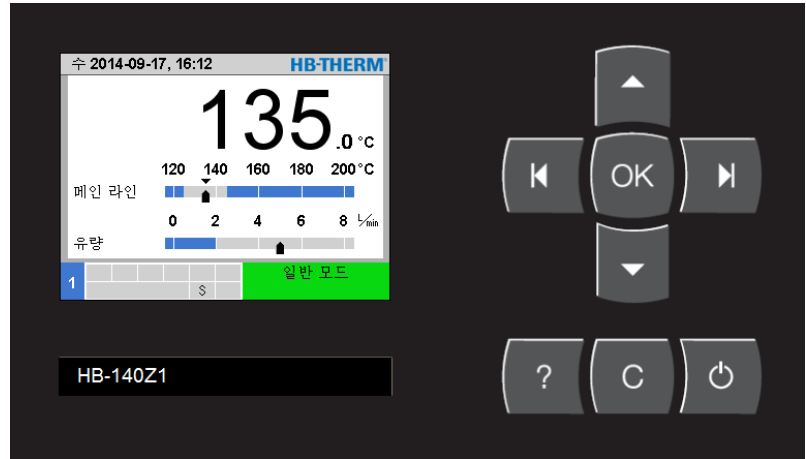 수 2014-09-17, 16:12 HB-THERM®
135.0 °C
120 140 160 180 200°C
메인 라인
0 2 4 6 8 L/min
유량
1 S 일반 모드
HB-140Z1
OK
? C